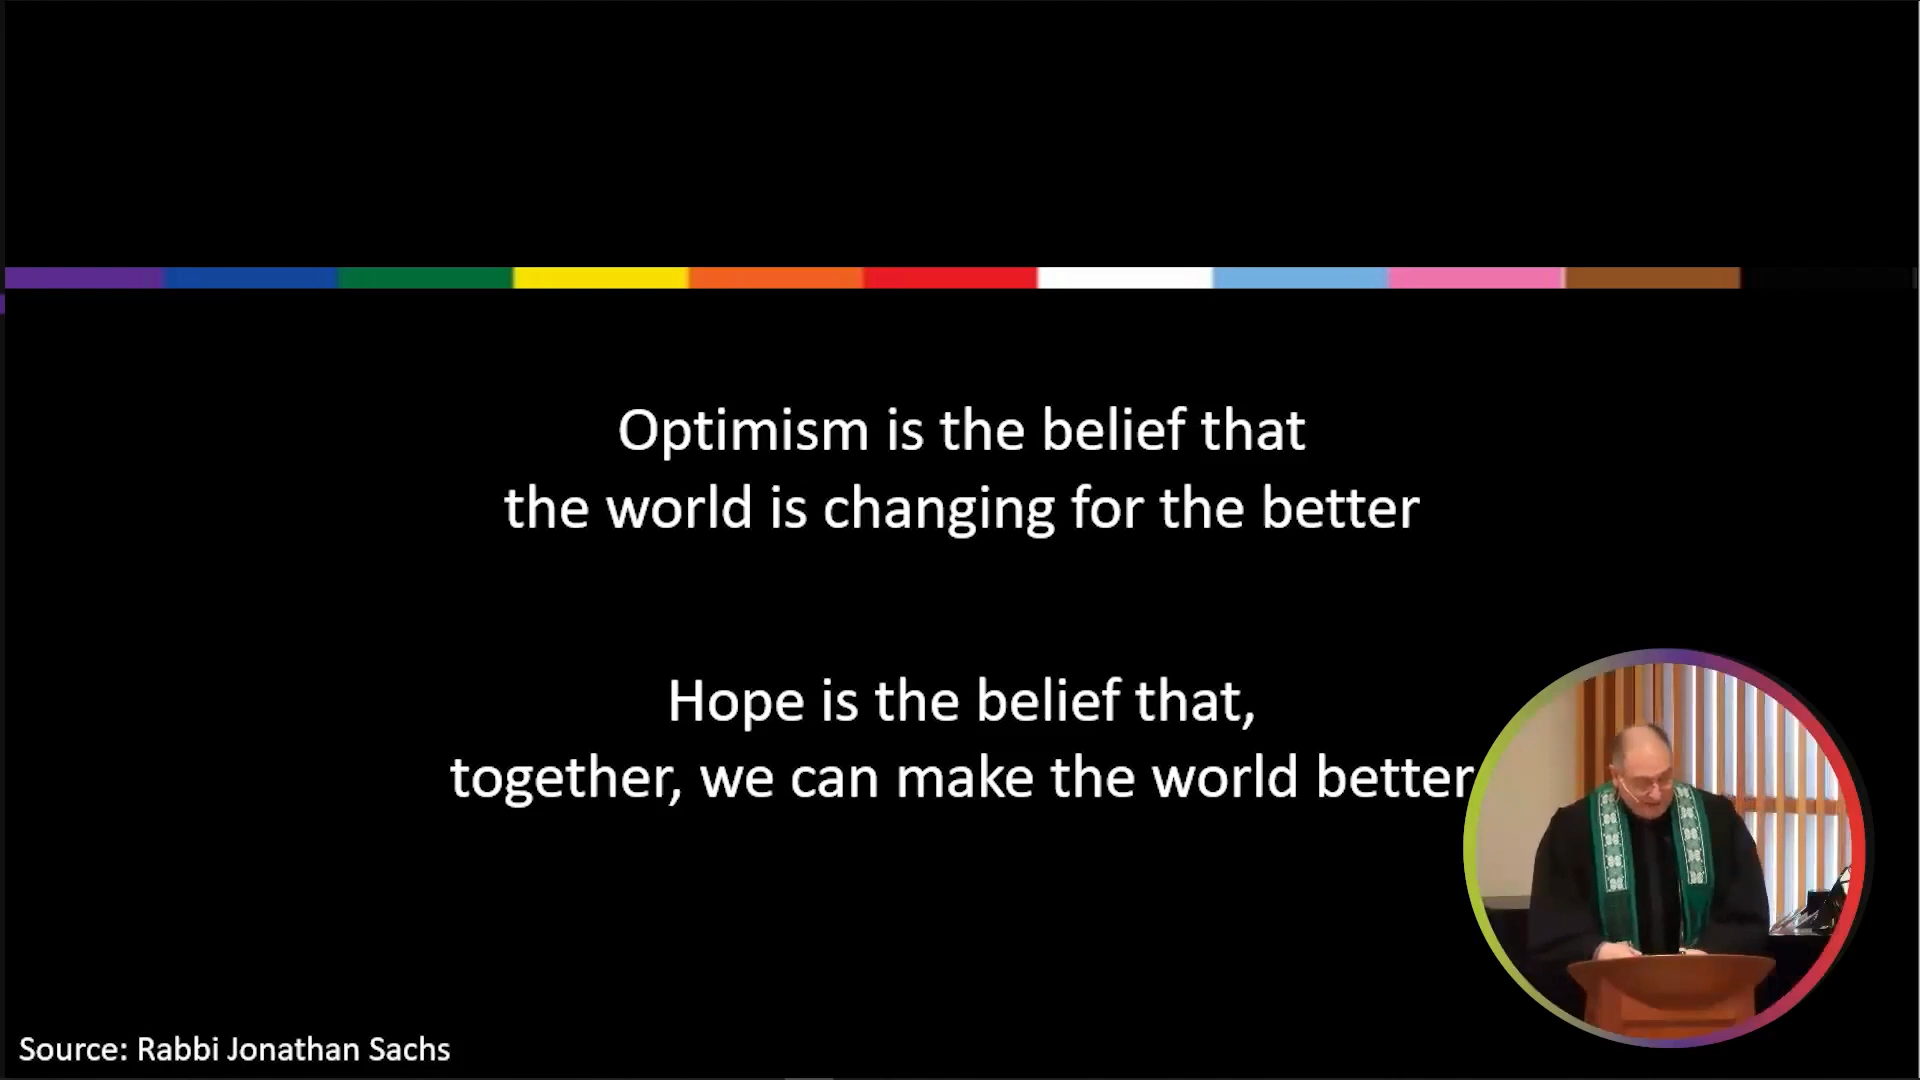 Optimism is the belief that
the world is changing for the better
Hope is the belief that,
together, we can make the world better
Source: Rabbi Jonathan Sachs